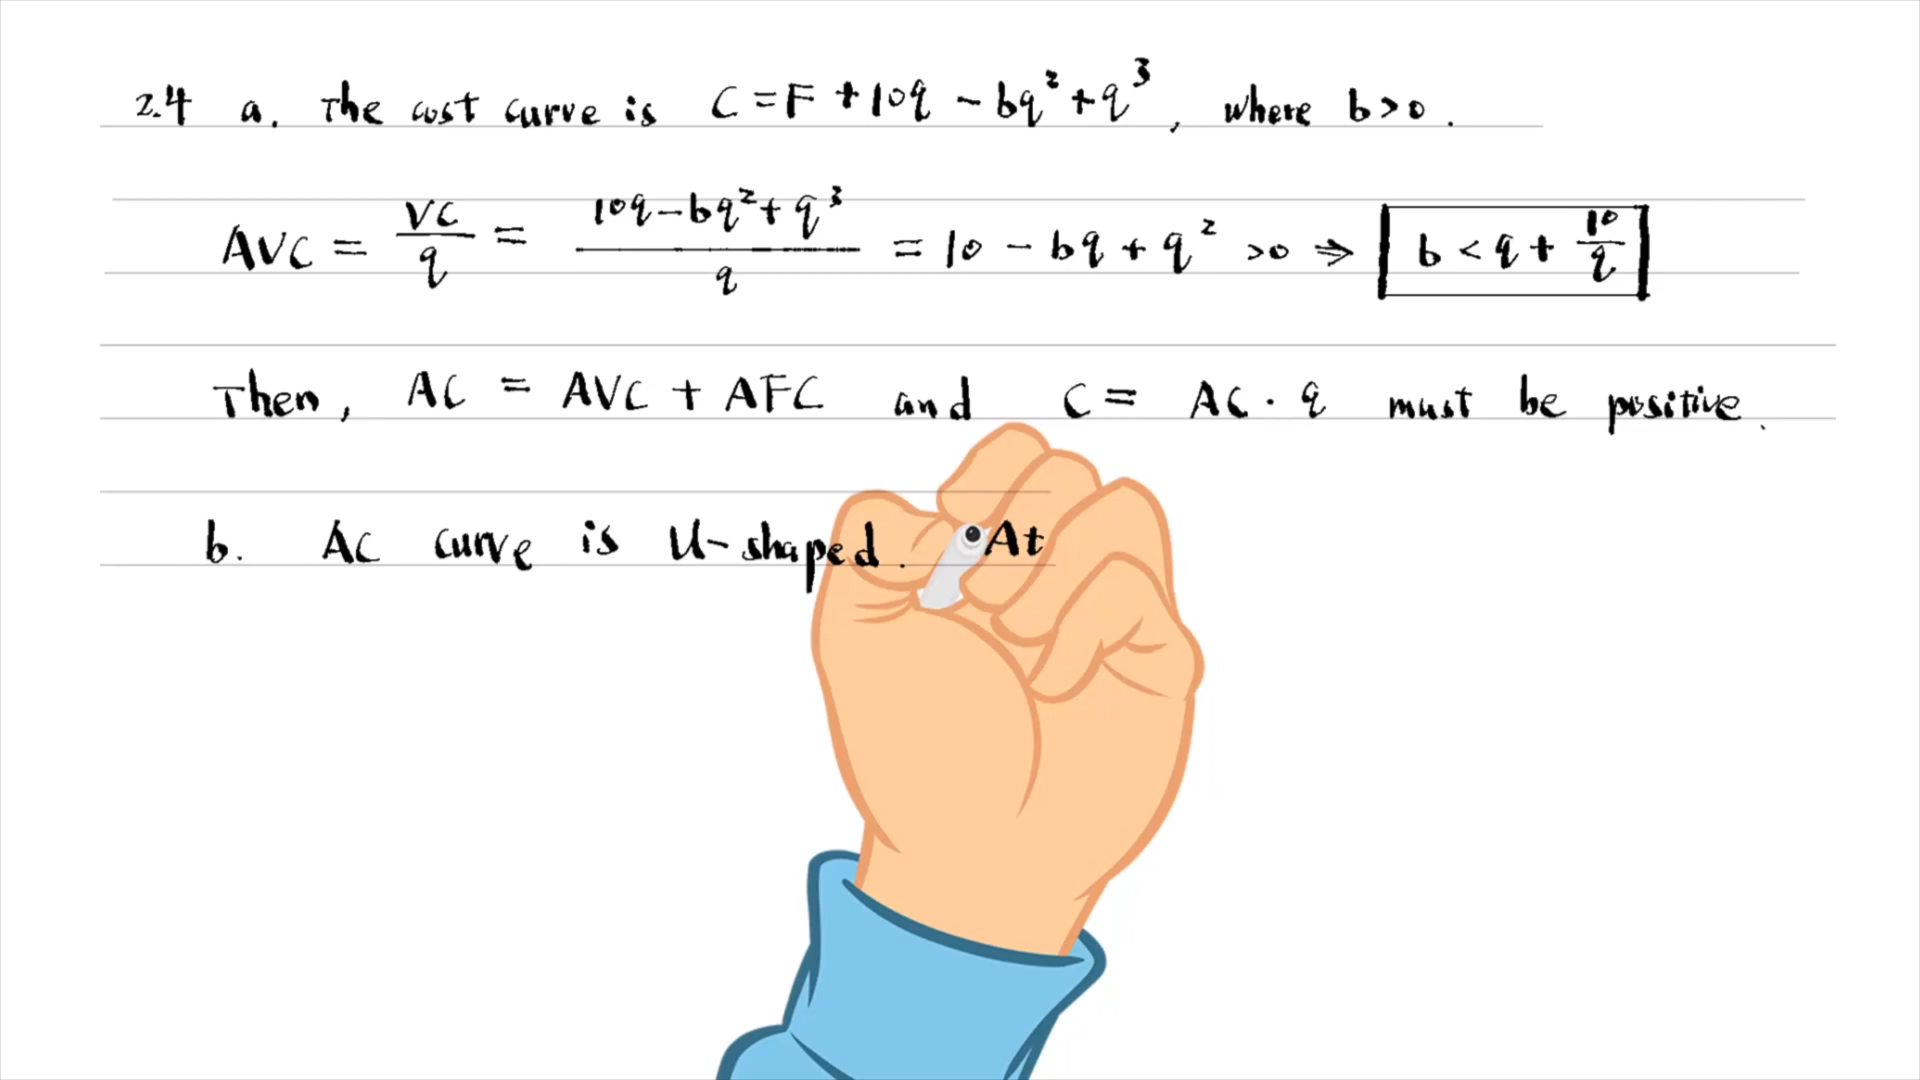 2.4 a. The cost curve is C = F + 10q - bq² + q³, where b > 0.
AVC = VC/q = (10q - bq² + q³)/q = 10 - bq + q² > 0 ⇒ b < q + 10/q
Then, AC = AVC + AFC and C = AC · q must be positive.
b. AC curve is U-shaped. At